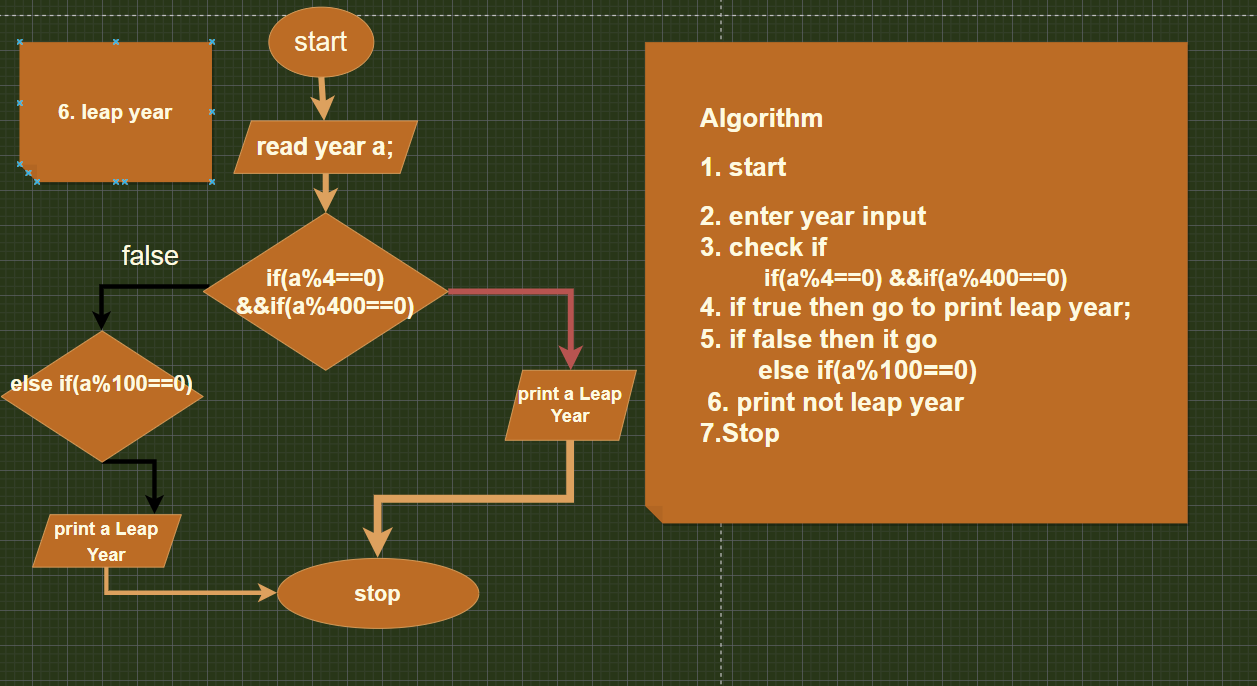 6. leap year
start
read year a;
false
if(a%4==0)
&&if(a%400==0)
else if(a%100==0)
print a Leap
Year
print a Leap
Year
stop
Algorithm
1. start
2. enter year input
3. check if
if(a%4==0) &&if(a%400==0)
4. if true then go to print leap year;
5. if false then it go
else if(a%100==0)
6. print not leap year
7.Stop